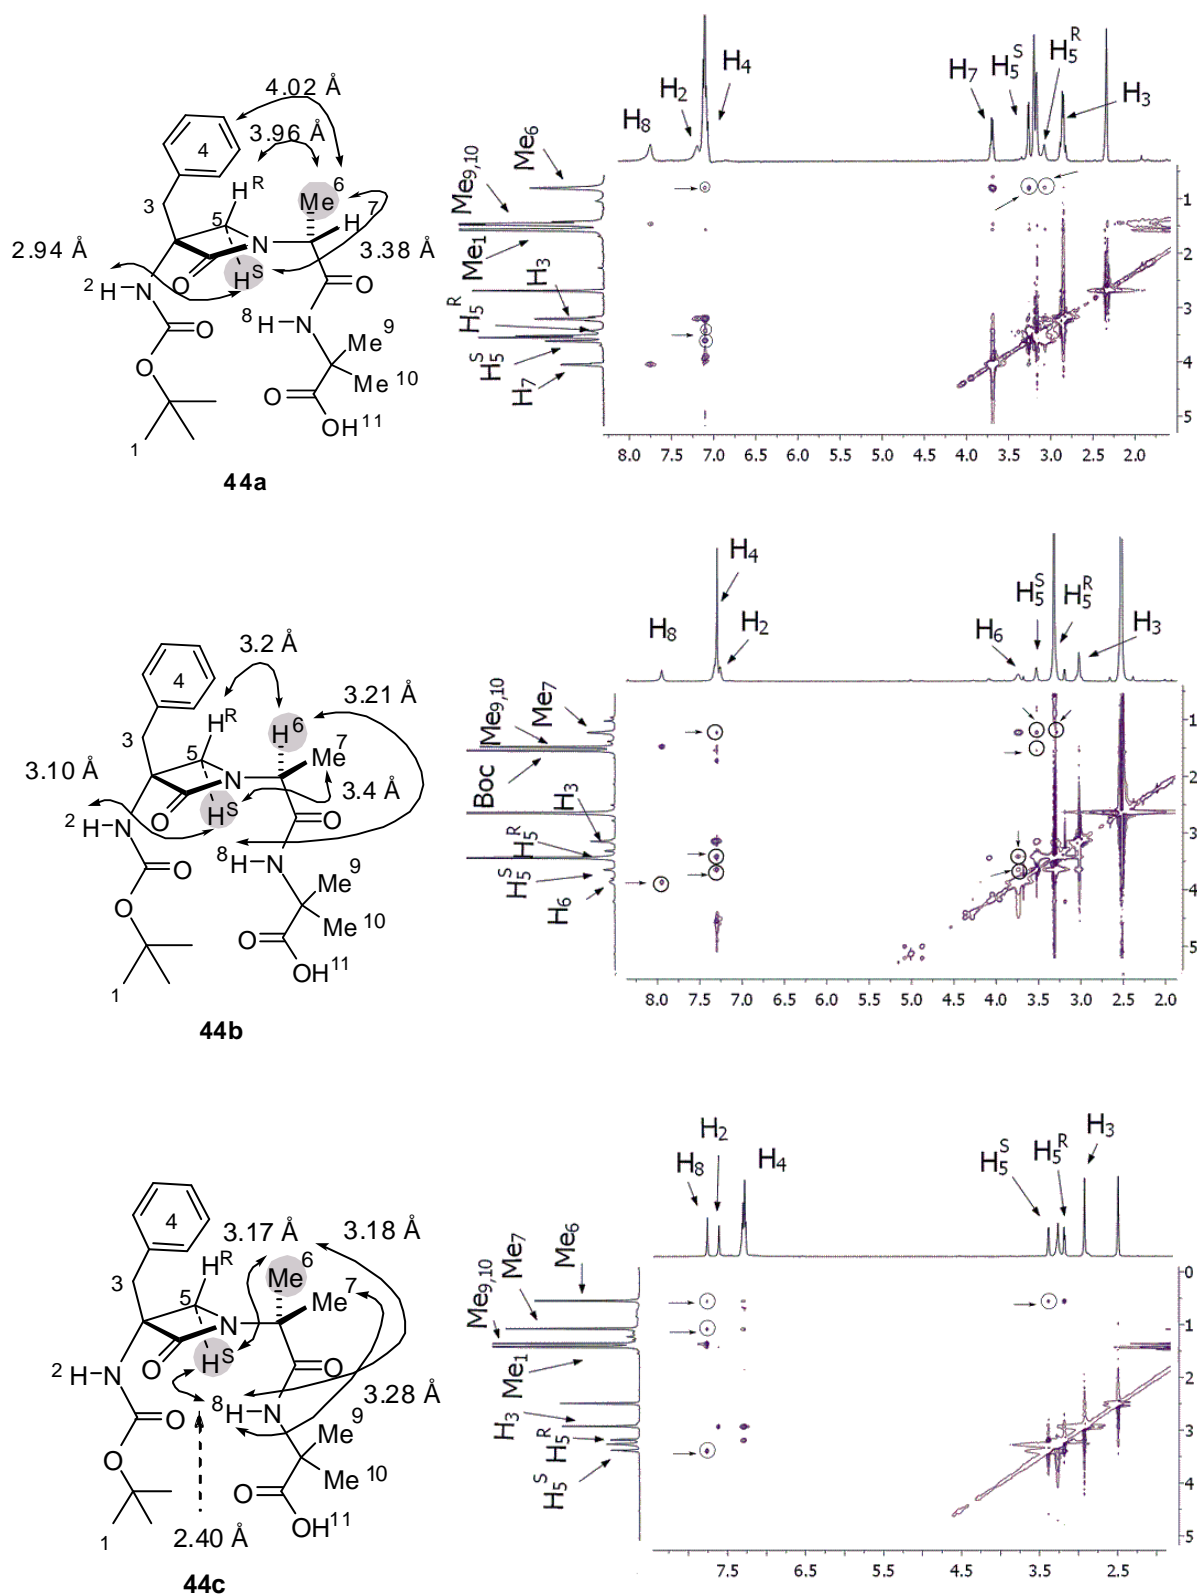 4.02 Å
3.96 Å
4
H^R
Me^6
3
5
H^7
N
2.94 Å
3.38 Å
O
H^S
^2H-N
O
O
^8H-N
Me^9
O
Me^10
O
OH^11
1
44a
H8
H2
H4
H7
H5^S
H5^R
H3
Me6
Me9,10
Me1
H3
H5^R
H5^S
H7
1
2
3
4
5
8.0 7.5 7.0 6.5 6.0 5.5 5.0 4.5 4.0 3.5 3.0 2.5 2.0
3.2 Å
4
3.21 Å
H^R
H^6
3
5
Me^7
N
3.10 Å
3.4 Å
O
H^S
^2H-N
O
O
^8H-N
Me^9
O
Me^10
O
OH^11
1
44b
H4
H8
H2
H6
H5^S
H5^R
H3
Me7
Me9,10
Boc
H3
H5^R
H5^S
H6
1
2
3
4
5
8.0 7.5 7.0 6.5 6.0 5.5 5.0 4.5 4.0 3.5 3.0 2.5 2.0
4
3.17 Å
3.18 Å
H^R
Me^6
3
5
Me^7
N
O
H^S
^2H-N
O
3.28 Å
O
^8H-N
Me^9
O
Me^10
O
OH^11
1
2.40 Å
44c
H8
H2
H4
H5^S
H5^R
H3
Me6
Me7
Me9,10
Me1
H3
H5^R
H5^S
0
1
2
3
4
5
7.5 6.5 5.5 4.5 3.5 2.5